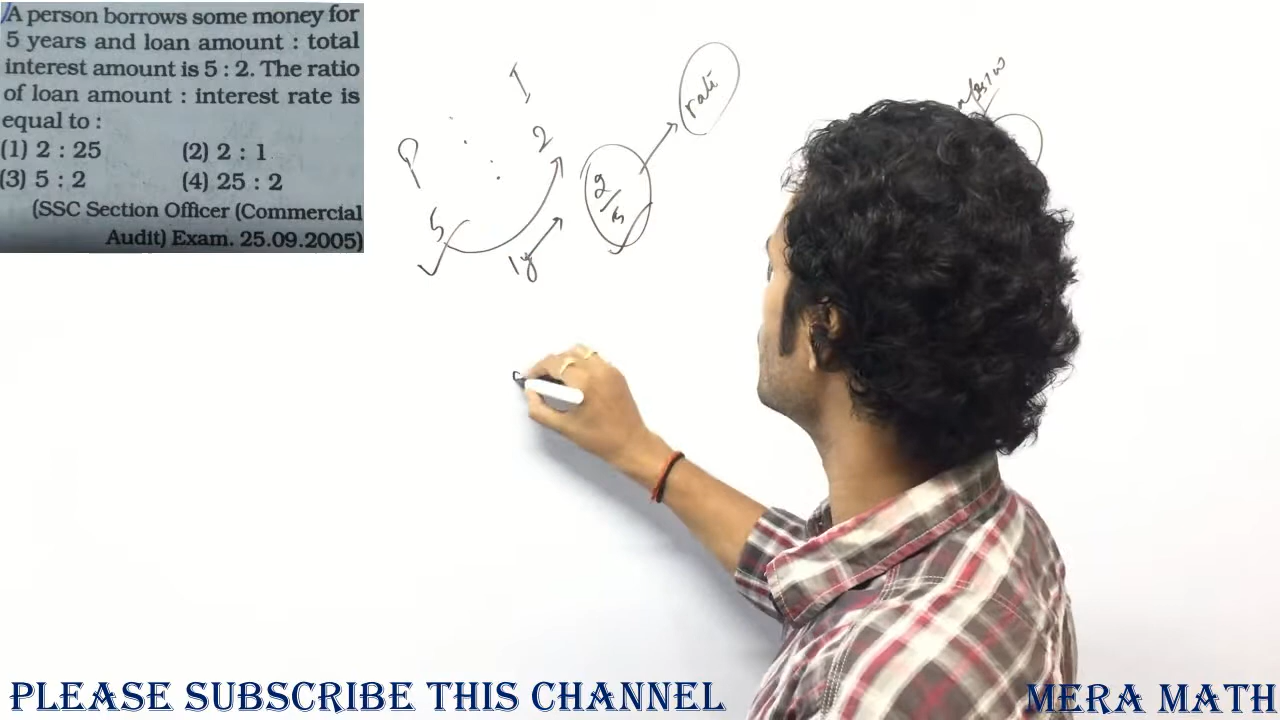 A person borrows some money for
5 years and loan amount : total
interest amount is 5 : 2. The ratio
of loan amount : interest rate is
equal to :
(1) 2 : 25 (2) 2 : 1
(3) 5 : 2 (4) 25 : 2
(SSC Section Officer (Commercial
Audit) Exam. 25.09.2005)
P : I
5 : 2
1y
2/5
rate
PLEASE SUBSCRIBE THIS CHANNEL
MERA MATH